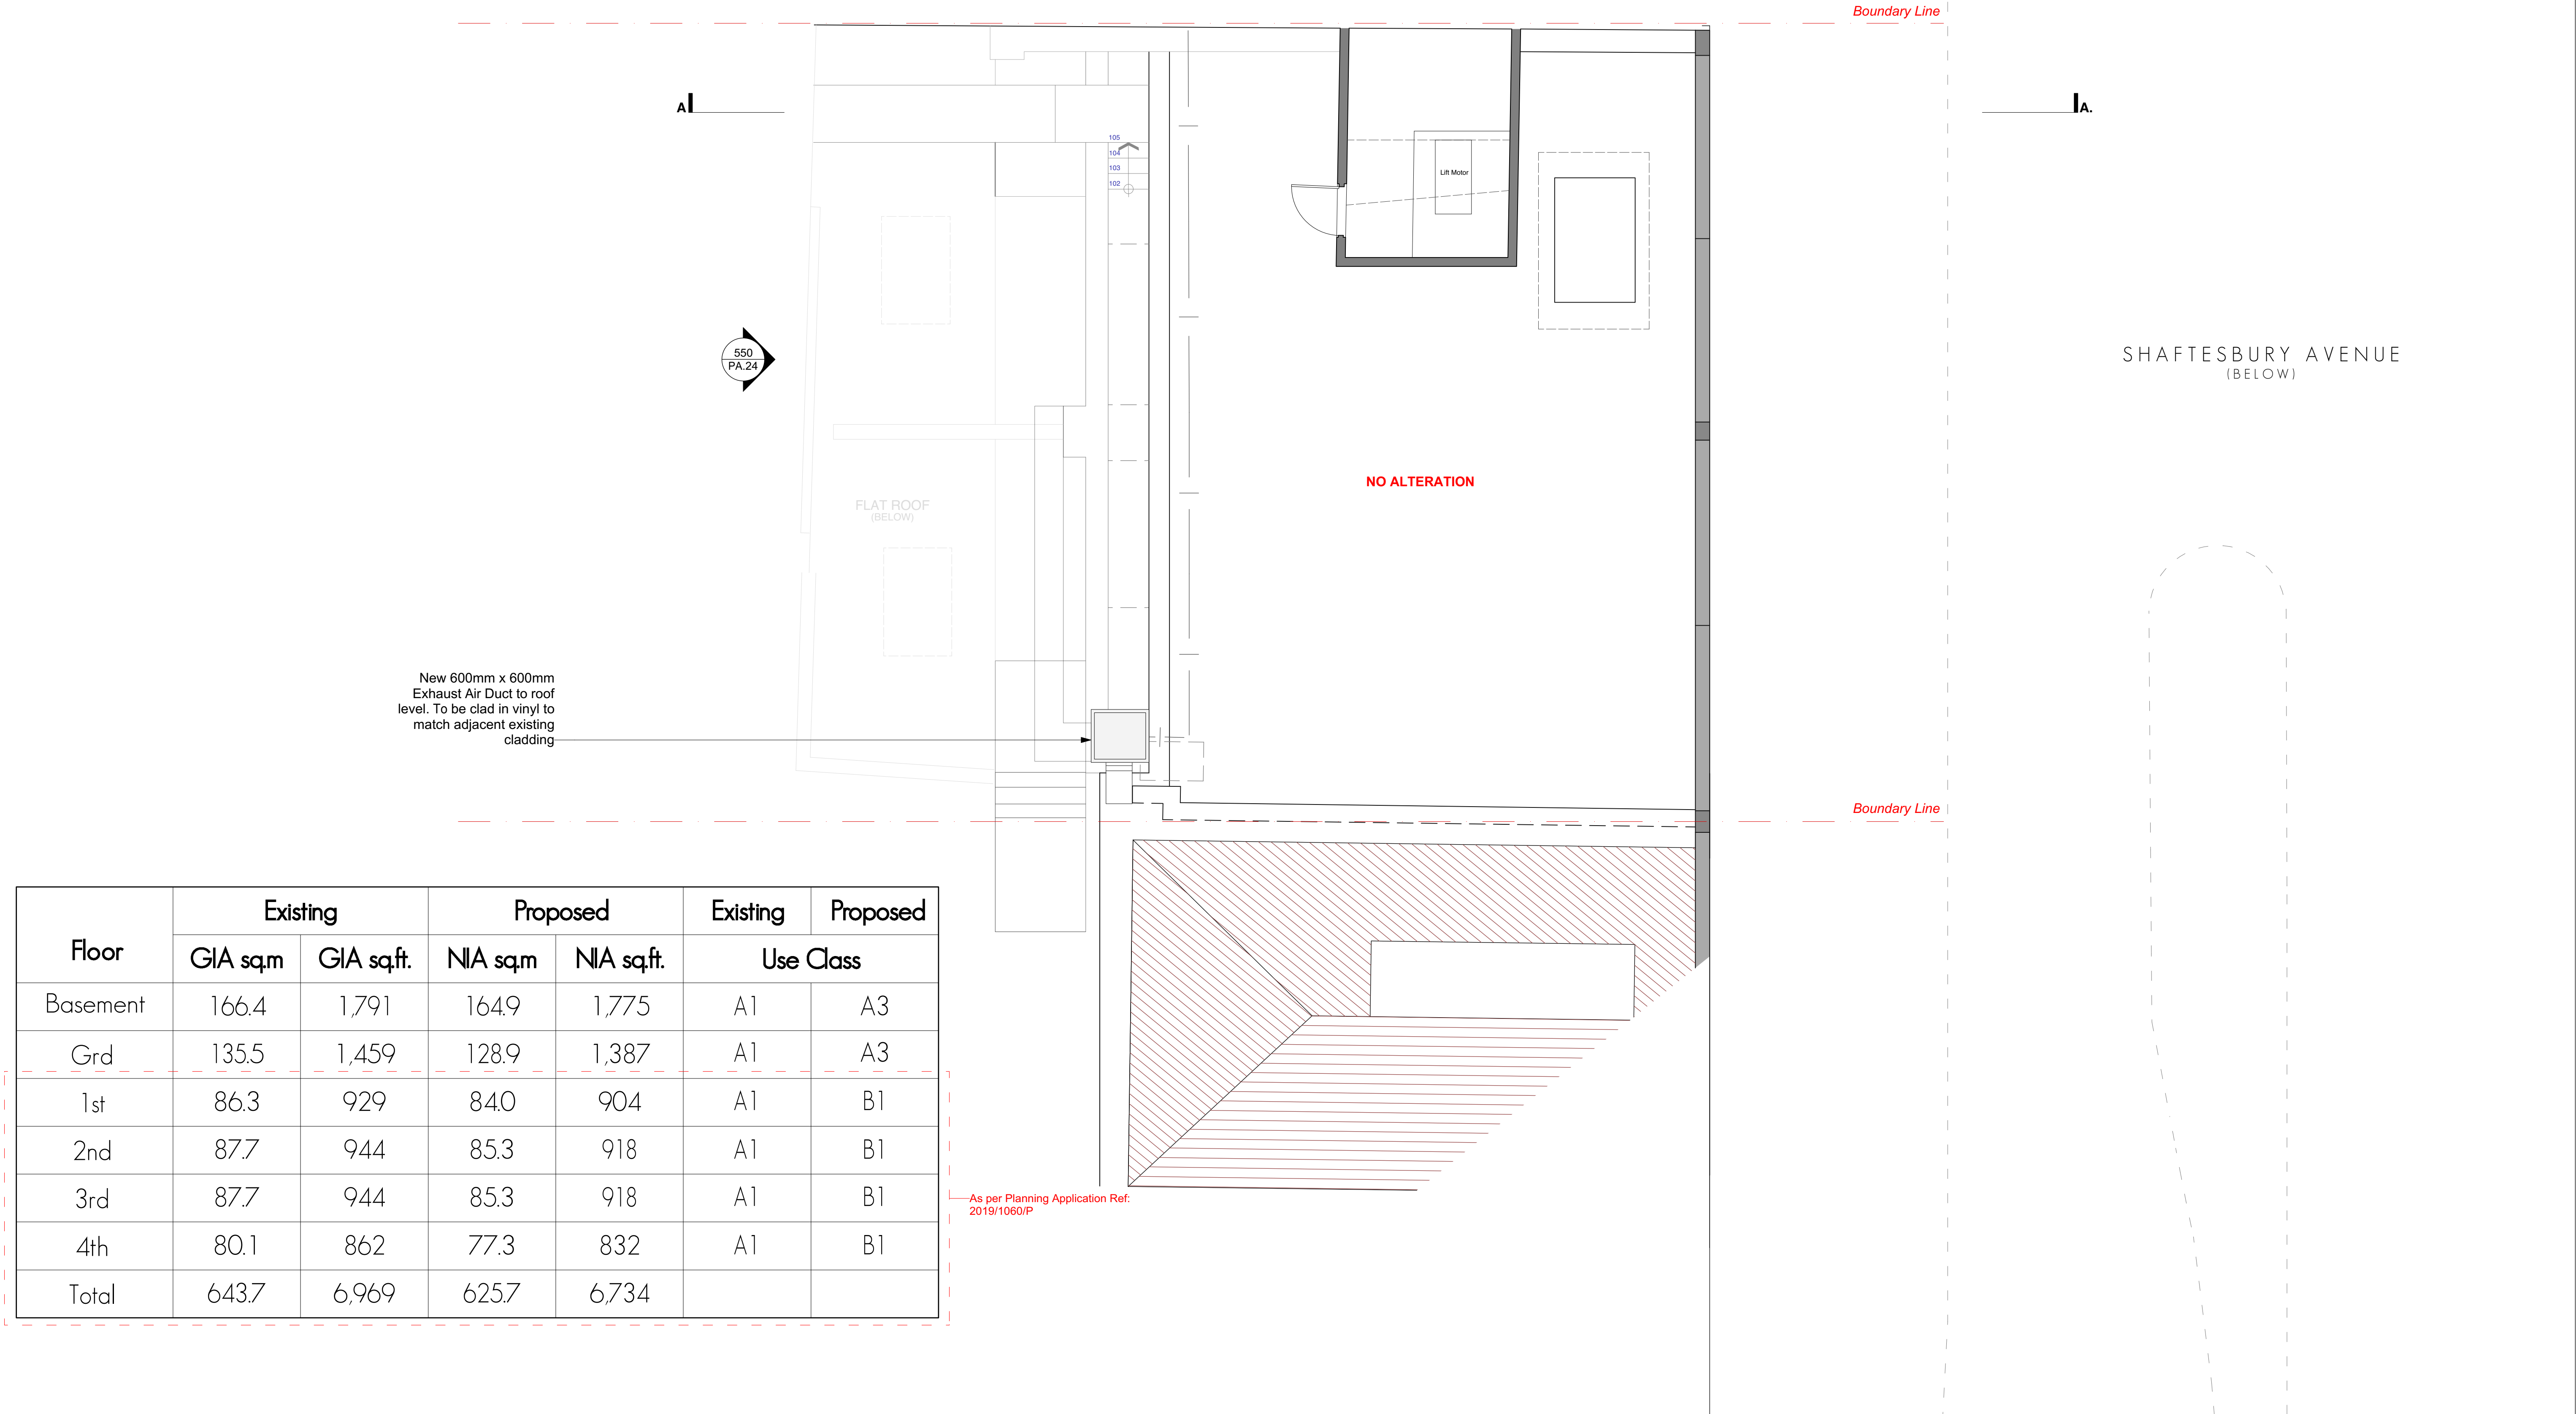 Boundary Line
A
A.
105
104
103
102
Lift Motor
550
PA.24
SHAFTESBURY AVENUE
(BELOW)
NO ALTERATION
FLAT ROOF
(BELOW)
New 600mm x 600mm
Exhaust Air Duct to roof
level. To be clad in vinyl to
match adjacent existing
cladding
Boundary Line
Floor Existing Proposed Existing Proposed
GIA sq.m GIA sq.ft. NIA sq.m NIA sq.ft. Use Class
Basement 166.4 1,791 164.9 1,775 A1 A3
Grd 135.5 1,459 128.9 1,387 A1 A3
1st 86.3 929 84.0 904 A1 B1
2nd 87.7 944 85.3 918 A1 B1
3rd 87.7 944 85.3 918 A1 B1
4th 80.1 862 77.3 832 A1 B1
Total 643.7 6,969 625.7 6,734
As per Planning Application Ref:
2019/1060/P